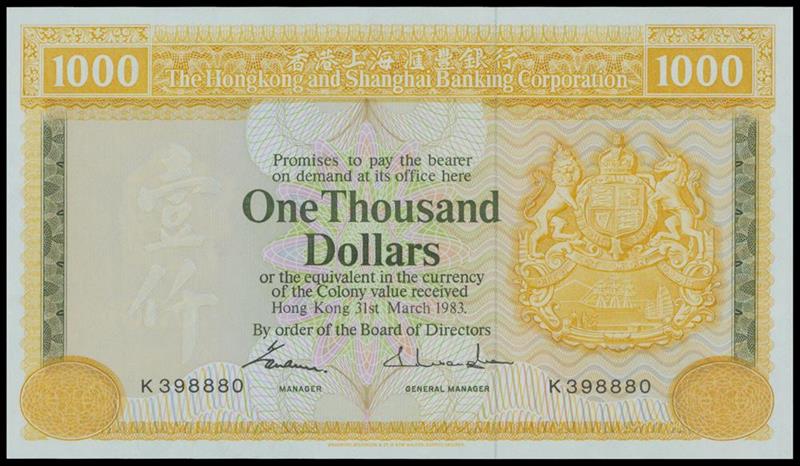 香港上海滙豐銀行
1000 The Hongkong and Shanghai Banking Corporation 1000
Promises to pay the bearer
on demand at its office here
One Thousand
Dollars
or the equivalent in the currency
of the Colony value received
Hong Kong 31st March 1983.
By order of the Board of Directors
壹
仟
K 398880 MANAGER GENERAL MANAGER K 398880